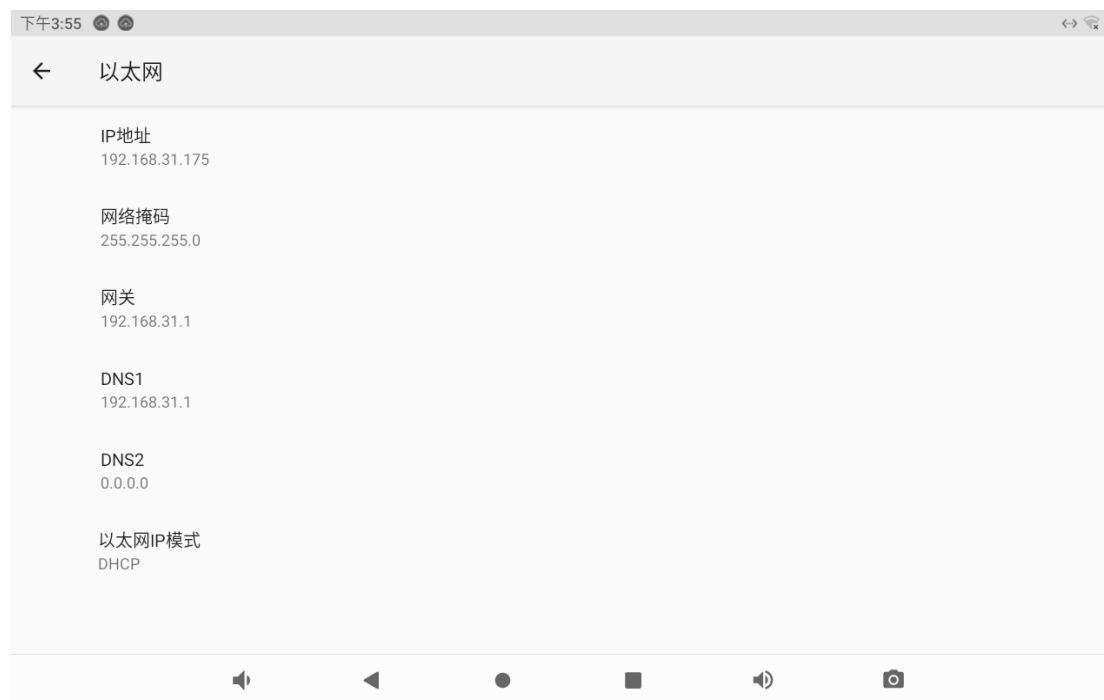 下午3:55
以太网
IP地址
192.168.31.175
网络掩码
255.255.255.0
网关
192.168.31.1
DNS1
192.168.31.1
DNS2
0.0.0.0
以太网IP模式
DHCP